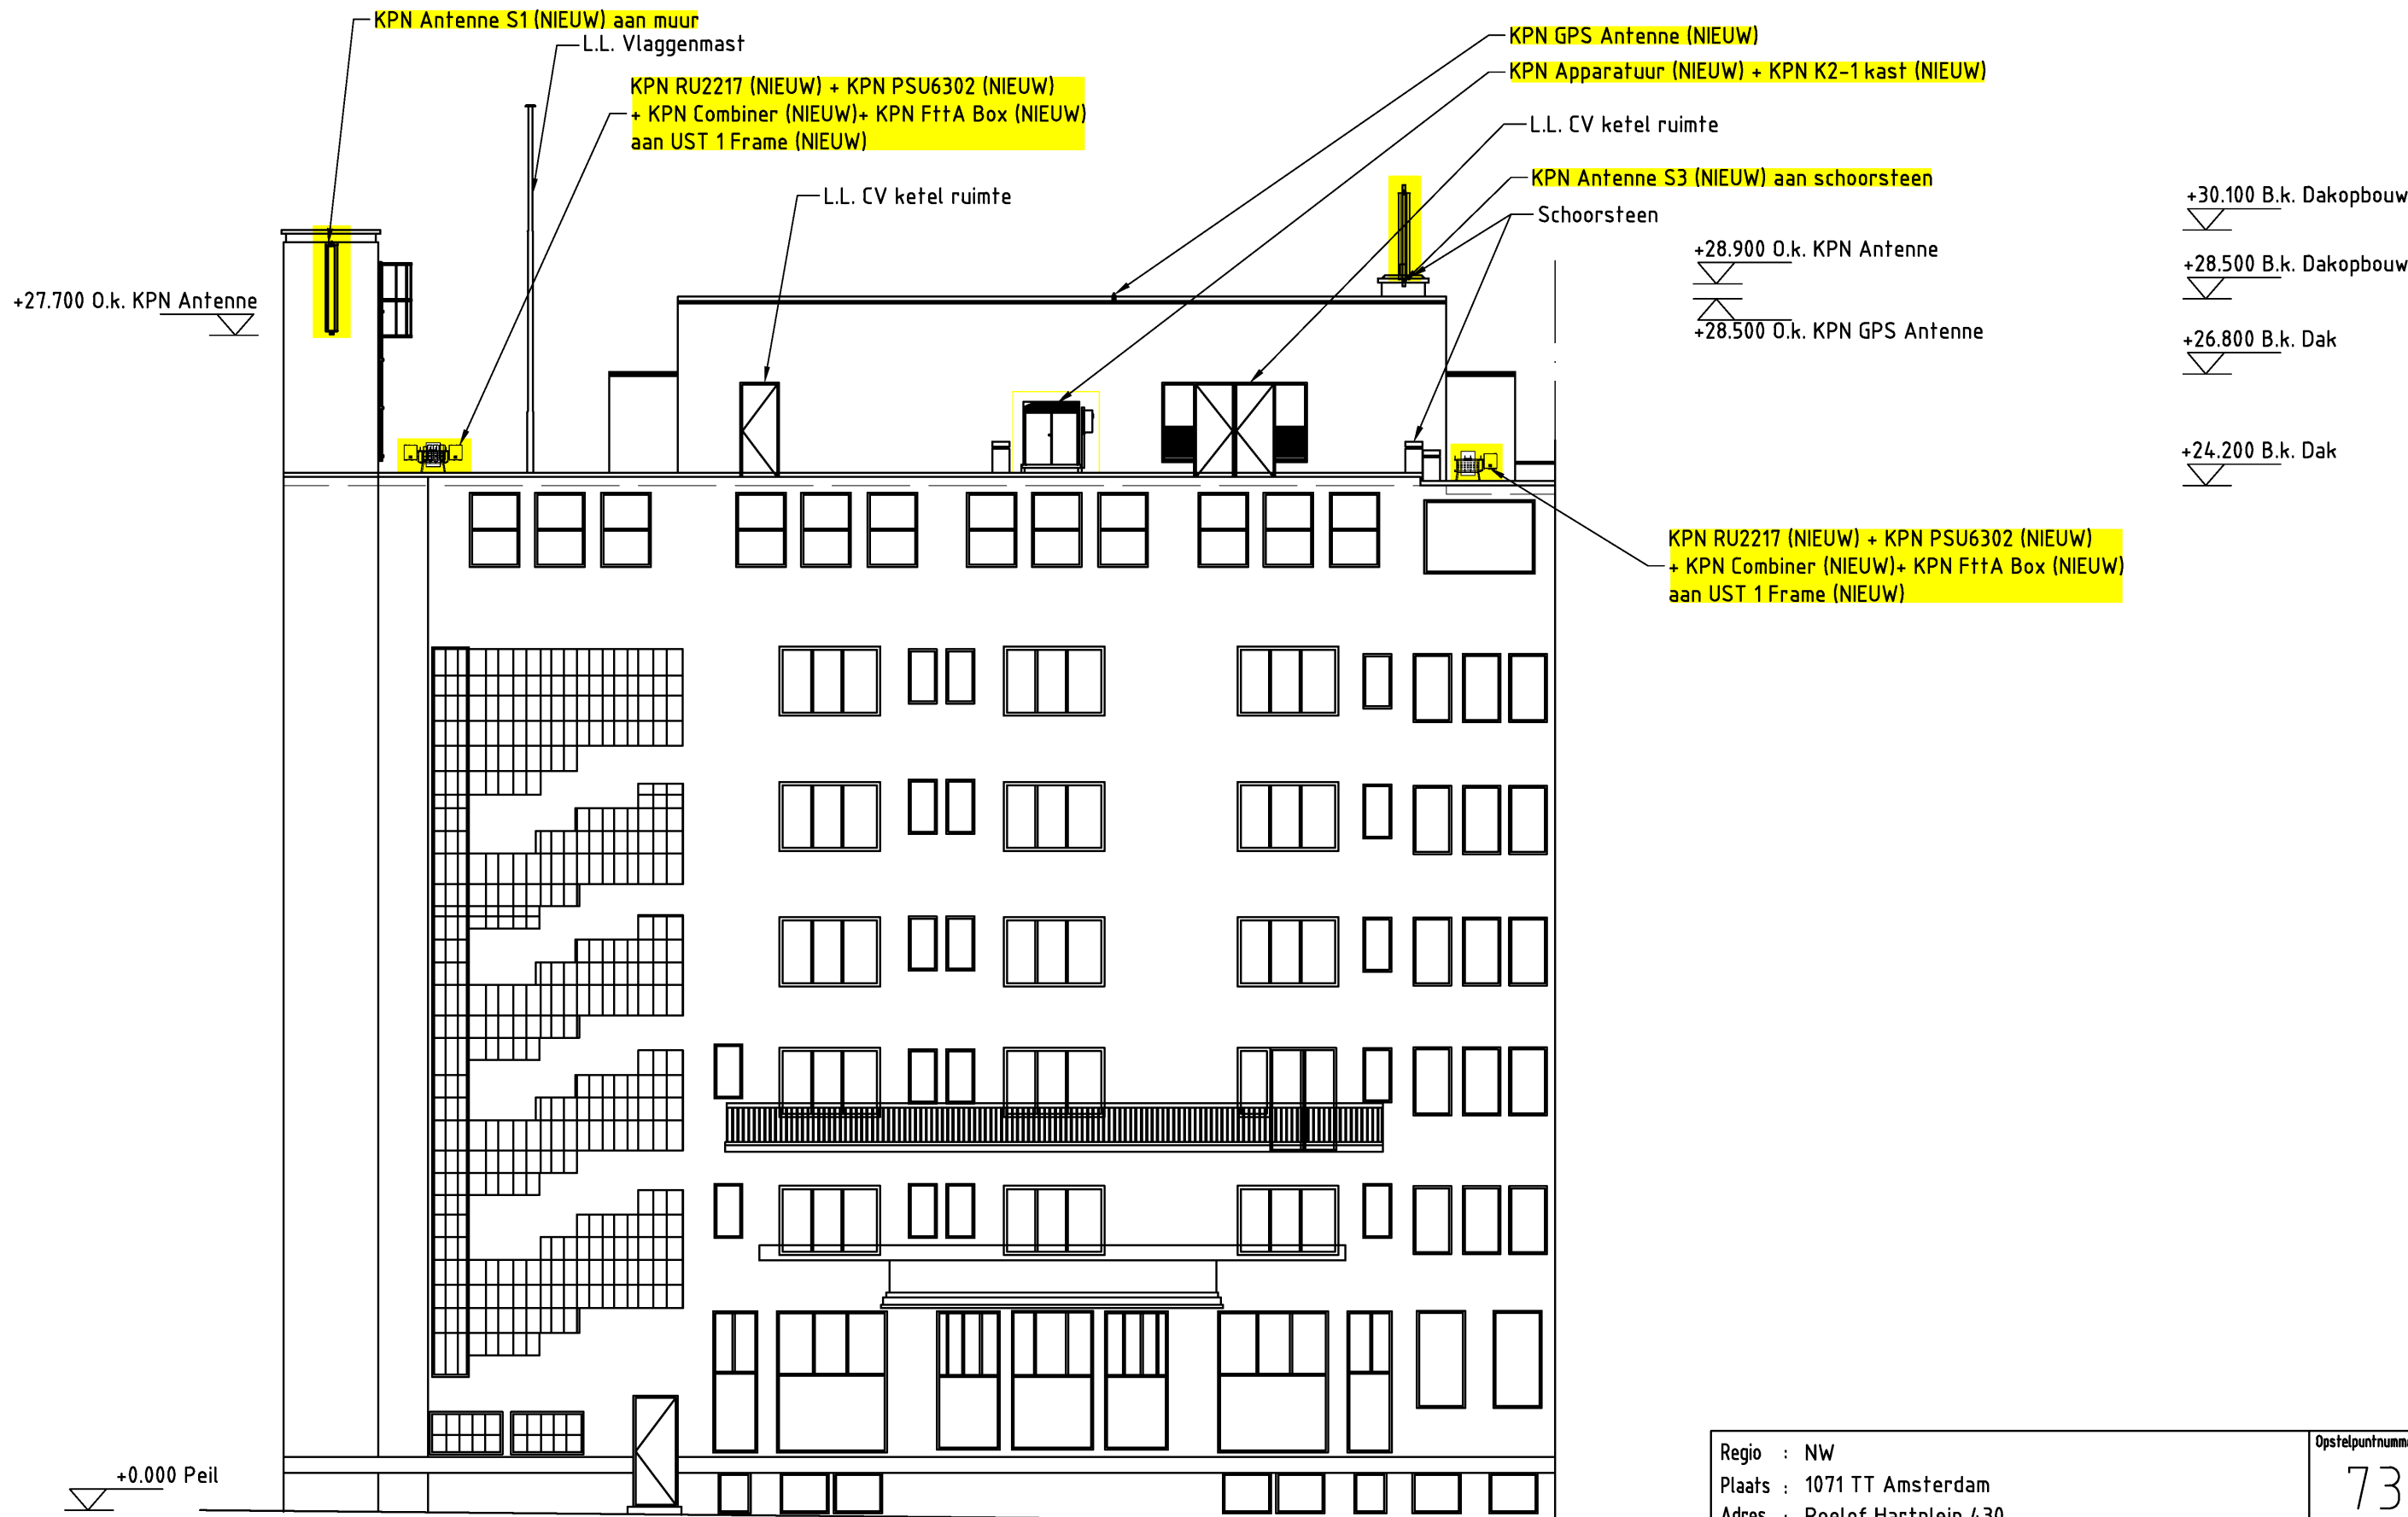 KPN Antenne S1 (NIEUW) aan muur
L.L. Vlaggenmast
KPN RU2217 (NIEUW) + KPN PSU6302 (NIEUW)
+ KPN Combiner (NIEUW)+ KPN FttA Box (NIEUW)
aan UST 1 Frame (NIEUW)
L.L. CV ketel ruimte
KPN GPS Antenne (NIEUW)
KPN Apparatuur (NIEUW) + KPN K2-1 kast (NIEUW)
L.L. CV ketel ruimte
KPN Antenne S3 (NIEUW) aan schoorsteen
Schoorsteen
+27.700 O.k. KPN Antenne
+28.900 O.k. KPN Antenne
+28.500 O.k. KPN GPS Antenne
+30.100 B.k. Dakopbouw
+28.500 B.k. Dakopbouw
+26.800 B.k. Dak
+24.200 B.k. Dak
KPN RU2217 (NIEUW) + KPN PSU6302 (NIEUW)
+ KPN Combiner (NIEUW)+ KPN FttA Box (NIEUW)
aan UST 1 Frame (NIEUW)
+0.000 Peil
Regio : NW
Plaats : 1071 TT Amsterdam
Adres : Roelof Hartplein 430
73